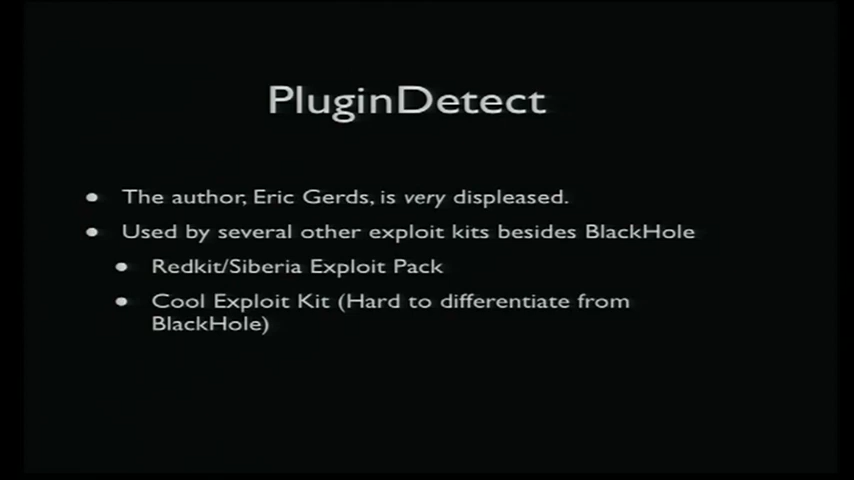 PluginDetect
● The author, Eric Gerds, is very displeased.
● Used by several other exploit kits besides BlackHole
● Redkit/Siberia Exploit Pack
● Cool Exploit Kit (Hard to differentiate from
BlackHole)